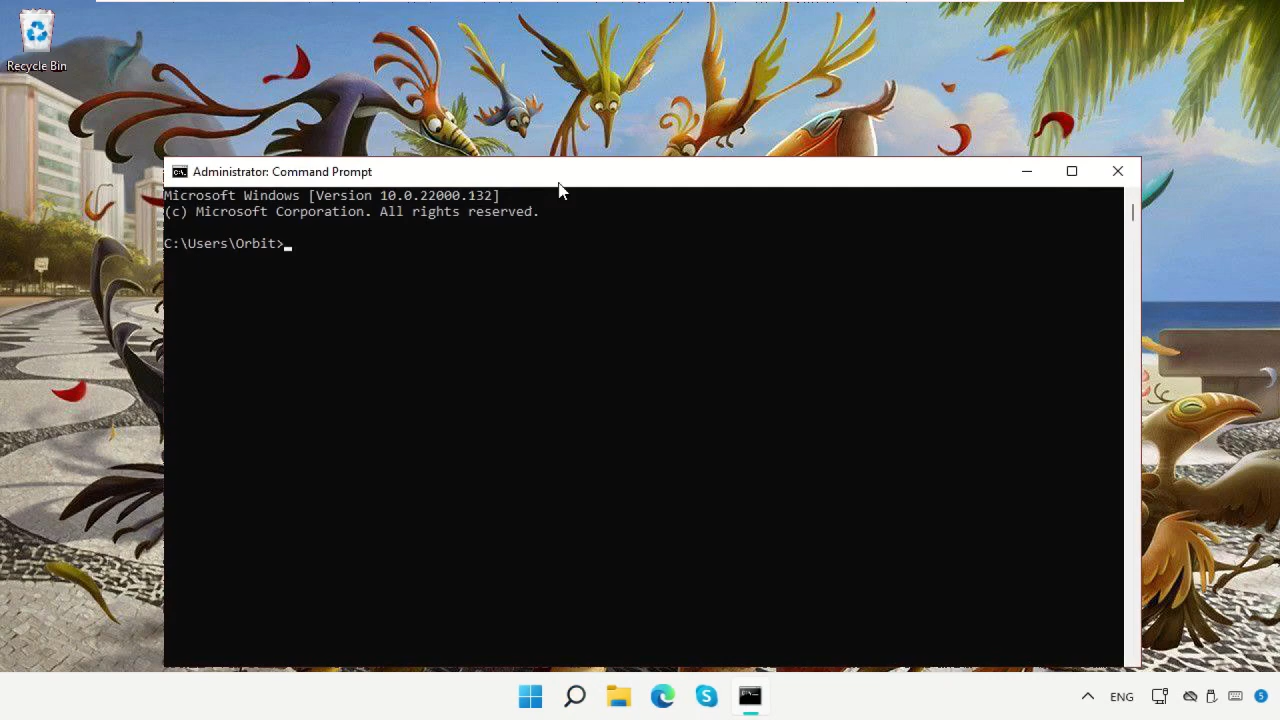 Recycle Bin
Administrator: Command Prompt
Microsoft Windows [Version 10.0.22000.132]
(c) Microsoft Corporation. All rights reserved.
C:\Users\Orbit>
ENG
5